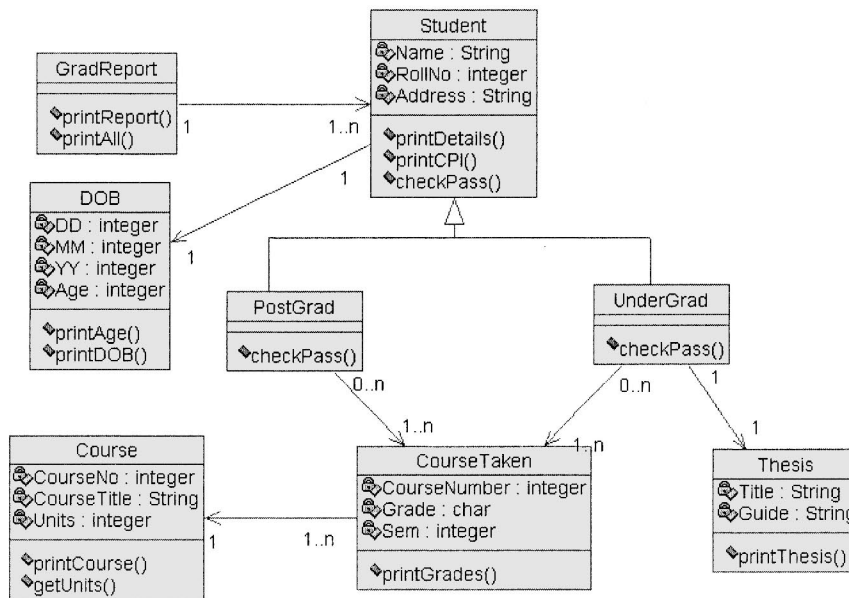 Student
Name : String
RollNo : integer
Address : String
printDetails()
printCPI()
checkPass()
GradReport
printReport()
printAll()
1
1..n
1
1
DOB
DD : integer
MM : integer
YY : integer
Age : integer
printAge()
printDOB()
PostGrad
checkPass()
UnderGrad
checkPass()
0..n
0..n
1
1..n
1..n
1
Course
CourseNo : integer
CourseTitle : String
Units : integer
printCourse()
getUnits()
1
1..n
CourseTaken
CourseNumber : integer
Grade : char
Sem : integer
printGrades()
Thesis
Title : String
Guide : String
printThesis()